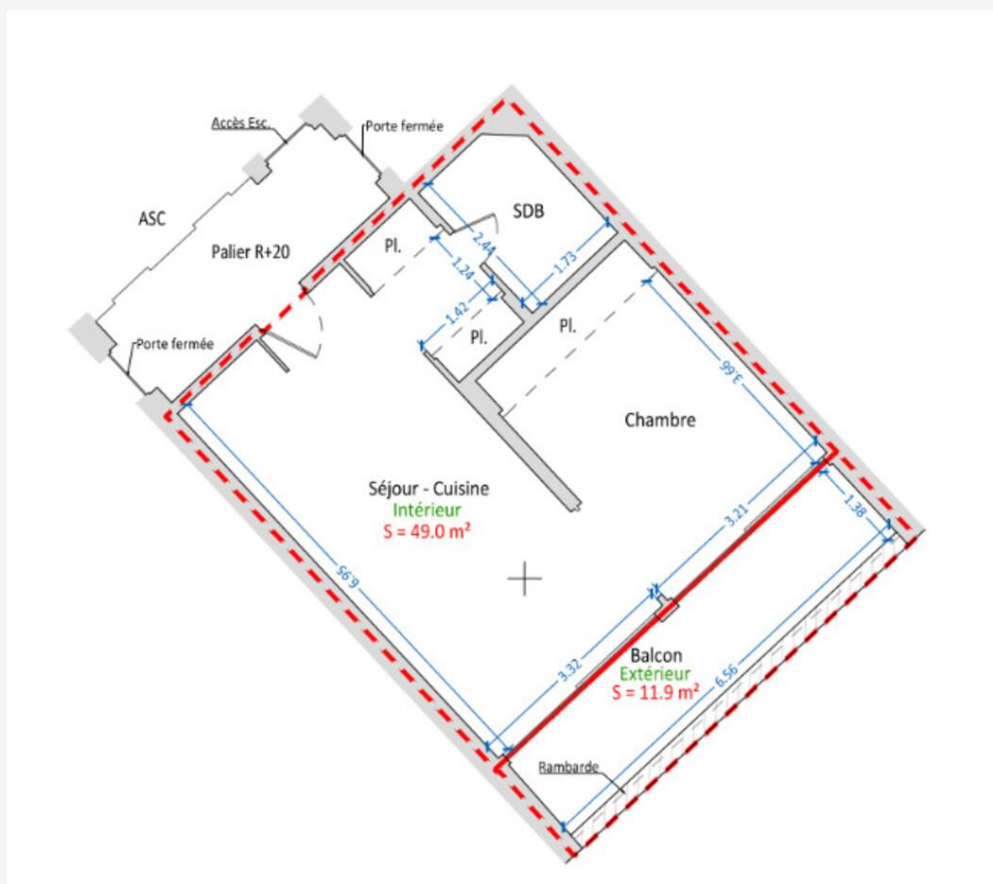 Accès Esc.
Porte fermée
ASC
SDB
Palier R+20
Pl.
2.44
1.24
1.73
1.42
Pl.
Pl.
Porte fermée
3.66
Chambre
Séjour - Cuisine
Intérieur
S = 49.0 m²
1.38
3.21
6.95
Balcon
Extérieur
S = 11.9 m²
3.32
6.56
Rambarde